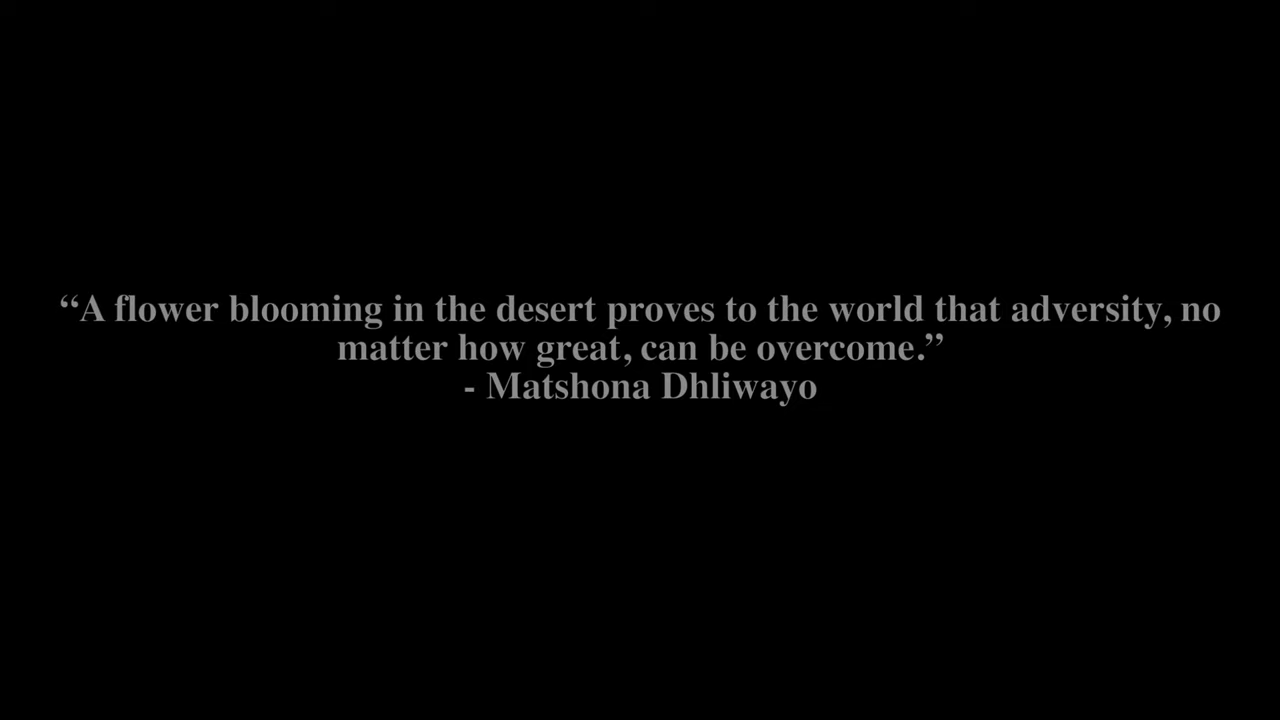 “A flower blooming in the desert proves to the world that adversity, no
matter how great, can be overcome.”
- Matshona Dhliwayo